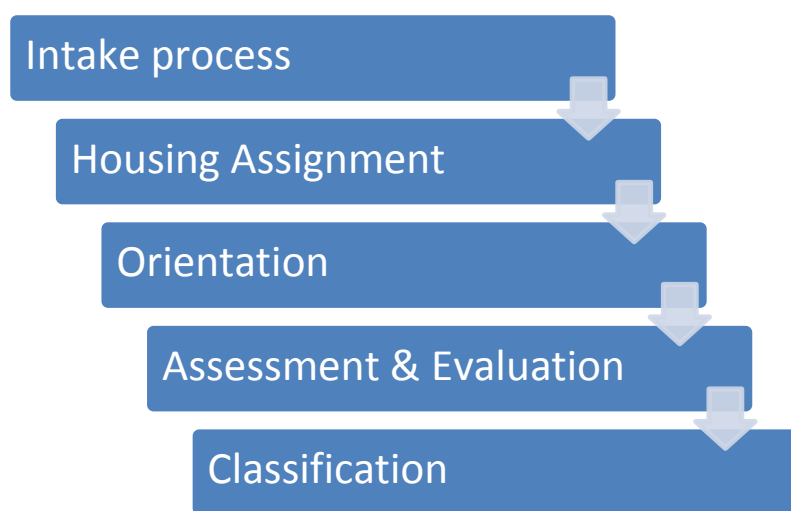 Intake process
Housing Assignment
Orientation
Assessment & Evaluation
Classification